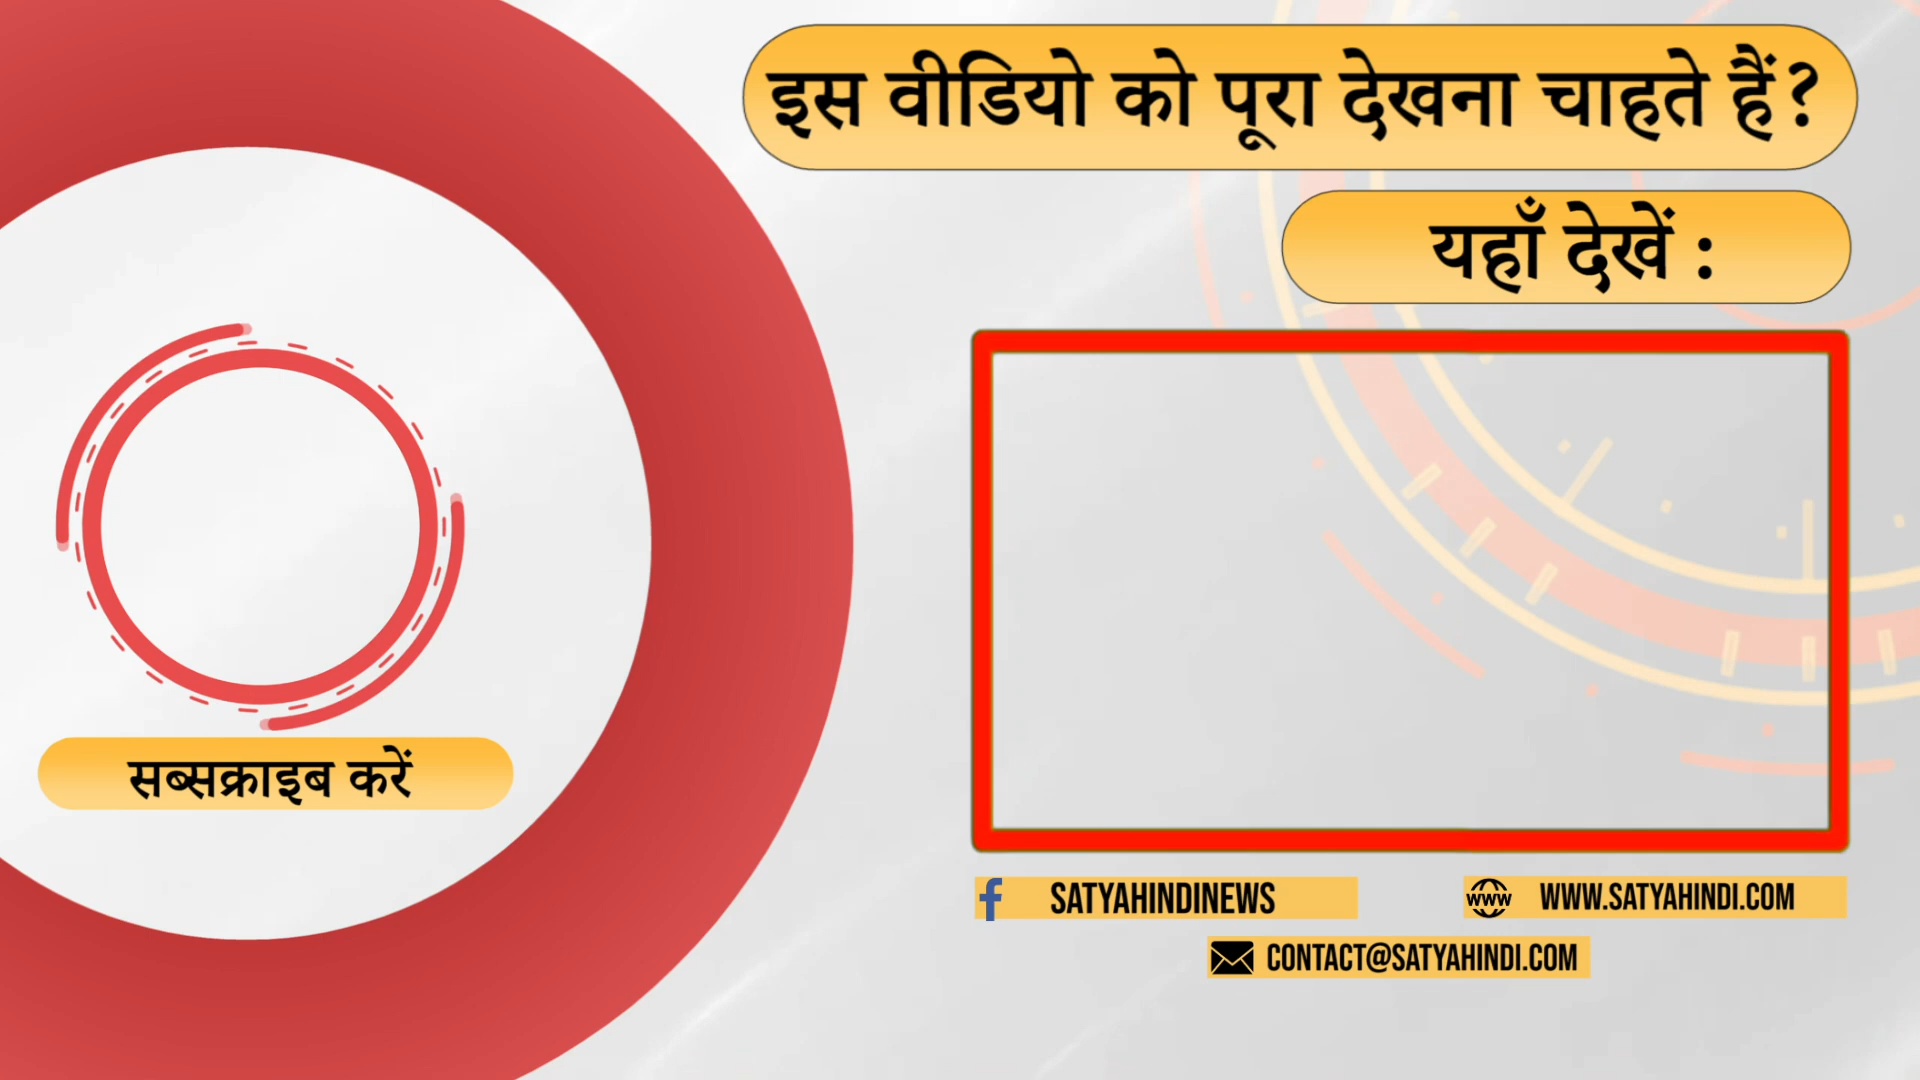 इस वीडियो को पूरा देखना चाहते हैं?
यहाँ देखें :
सब्सक्राइब करें
f SATYAHINDINEWS
WWW WWW.SATYAHINDI.COM
CONTACT@SATYAHINDI.COM